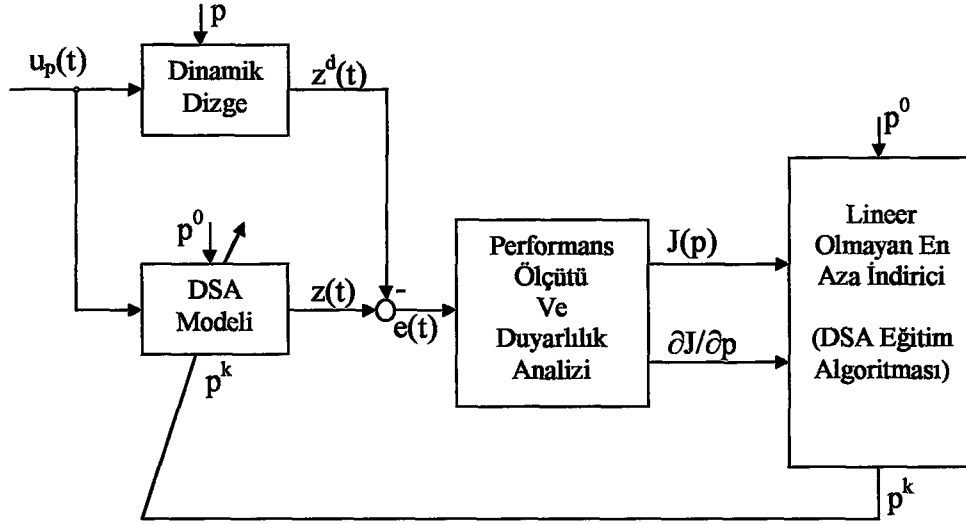 p
u_p(t)
Dinamik
Dizge
z^d(t)
p^0
DSA
Modeli
z(t)
-
e(t)
p^k
Performans
Ölçütü
Ve
Duyarlılık
Analizi
J(p)
∂J/∂p
p^0
Lineer
Olmayan En
Aza İndirici
(DSA Eğitim
Algoritması)
p^k